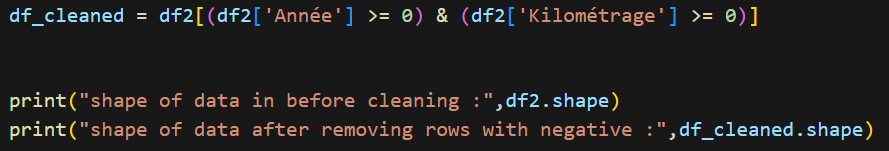 df_cleaned = df2[(df2['Année'] >= 0) & (df2['Kilométrage'] >= 0)]
print("shape of data in before cleaning :",df2.shape)
print("shape of data after removing rows with negative :",df_cleaned.shape)